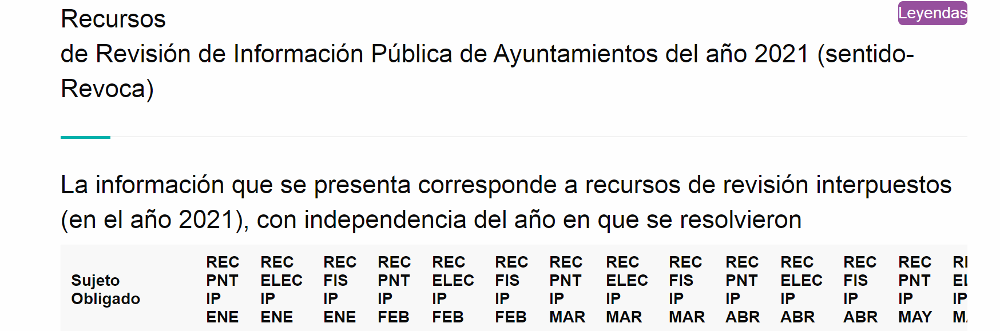 Recursos
Leyendas
de Revisión de Información Pública de Ayuntamientos del año 2021 (sentido-
Revoca)
La información que se presenta corresponde a recursos de revisión interpuestos
(en el año 2021), con independencia del año en que se resolvieron
Sujeto Obligado
REC PNT IP ENE
REC ELEC IP ENE
REC FIS IP ENE
REC PNT IP FEB
REC ELEC IP FEB
REC FIS IP FEB
REC PNT IP MAR
REC ELEC IP MAR
REC FIS IP MAR
REC PNT IP ABR
REC ELEC IP ABR
REC FIS IP ABR
REC PNT IP MAY
IP